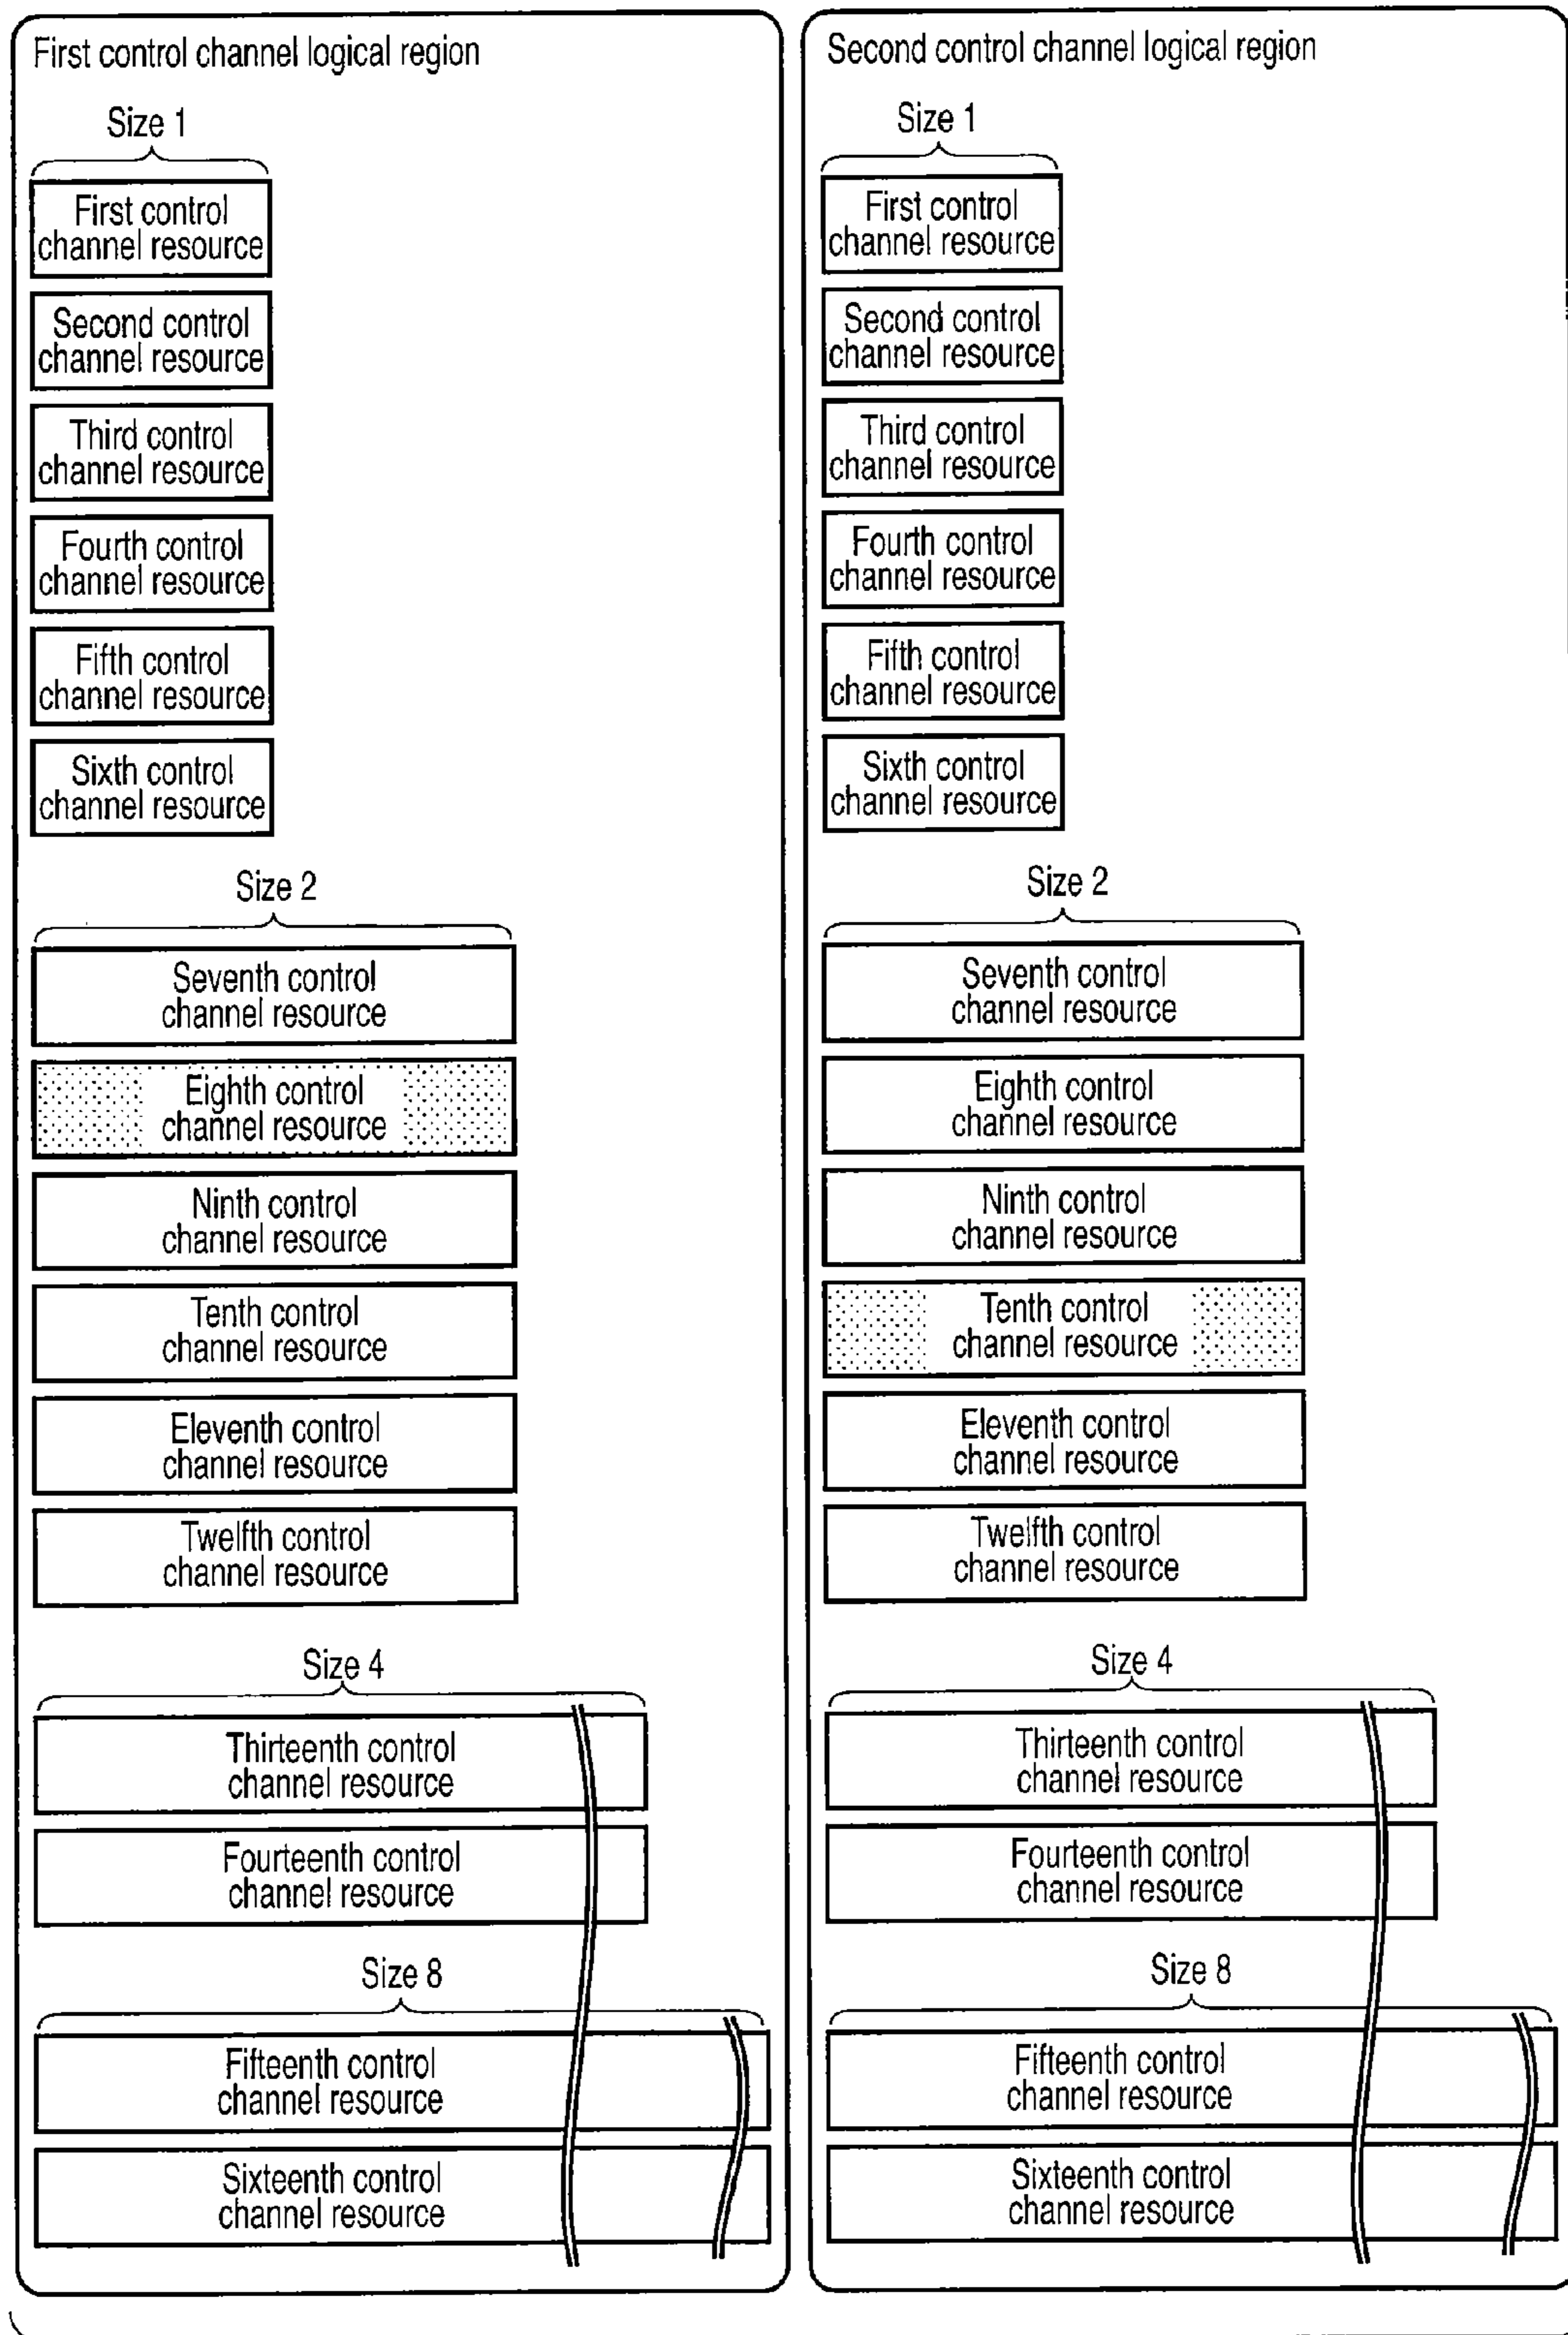 First control channel logical region
Size 1
First control
channel resource
Second control
channel resource
Third control
channel resource
Fourth control
channel resource
Fifth control
channel resource
Sixth control
channel resource
Size 2
Seventh control
channel resource
Eighth control
channel resource
Ninth control
channel resource
Tenth control
channel resource
Eleventh control
channel resource
Twelfth control
channel resource
Size 4
Thirteenth control
channel resource
Fourteenth control
channel resource
Size 8
Fifteenth control
channel resource
Sixteenth control
channel resource
Second control channel logical region
Size 1
First control
channel resource
Second control
channel resource
Third control
channel resource
Fourth control
channel resource
Fifth control
channel resource
Sixth control
channel resource
Size 2
Seventh control
channel resource
Eighth control
channel resource
Ninth control
channel resource
Tenth control
channel resource
Eleventh control
channel resource
Twelfth control
channel resource
Size 4
Thirteenth control
channel resource
Fourteenth control
channel resource
Size 8
Fifteenth control
channel resource
Sixteenth control
channel resource